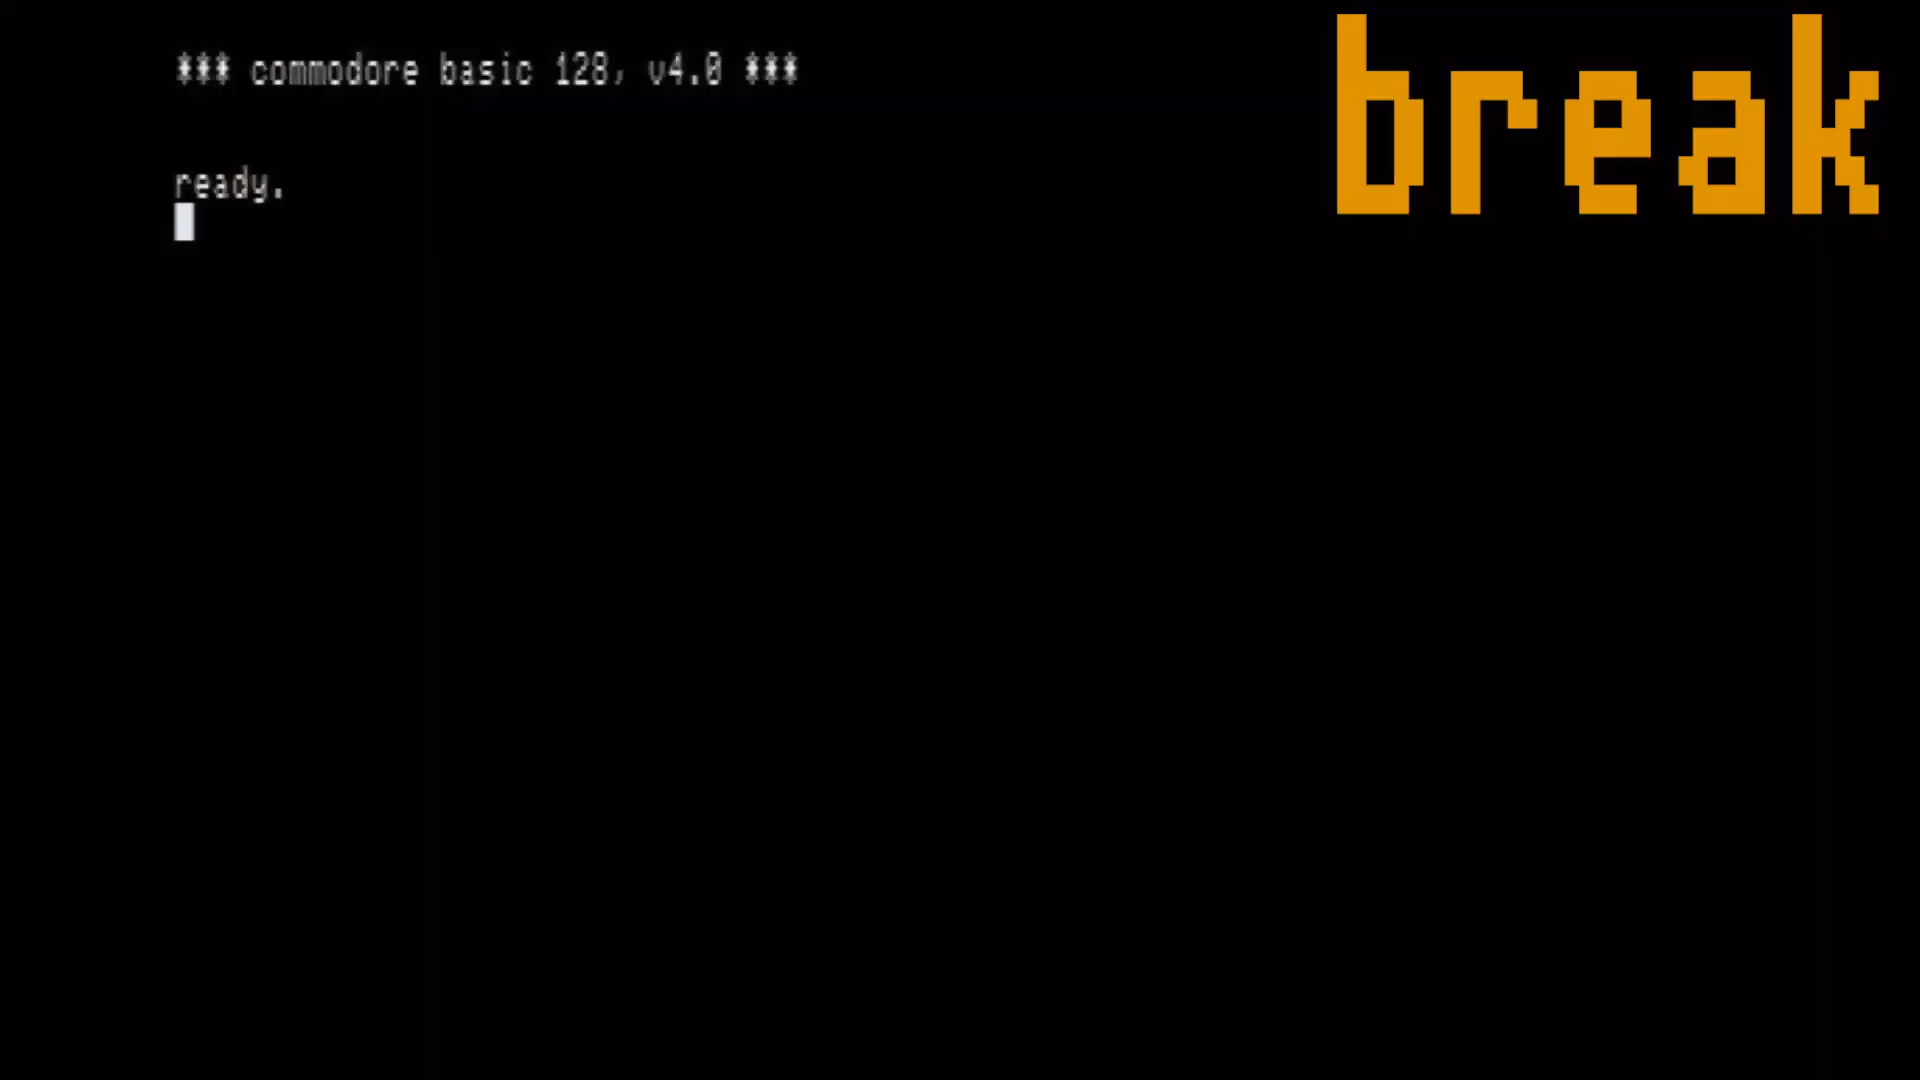 *** commodore basic 128, v4.0 ***
break
ready.